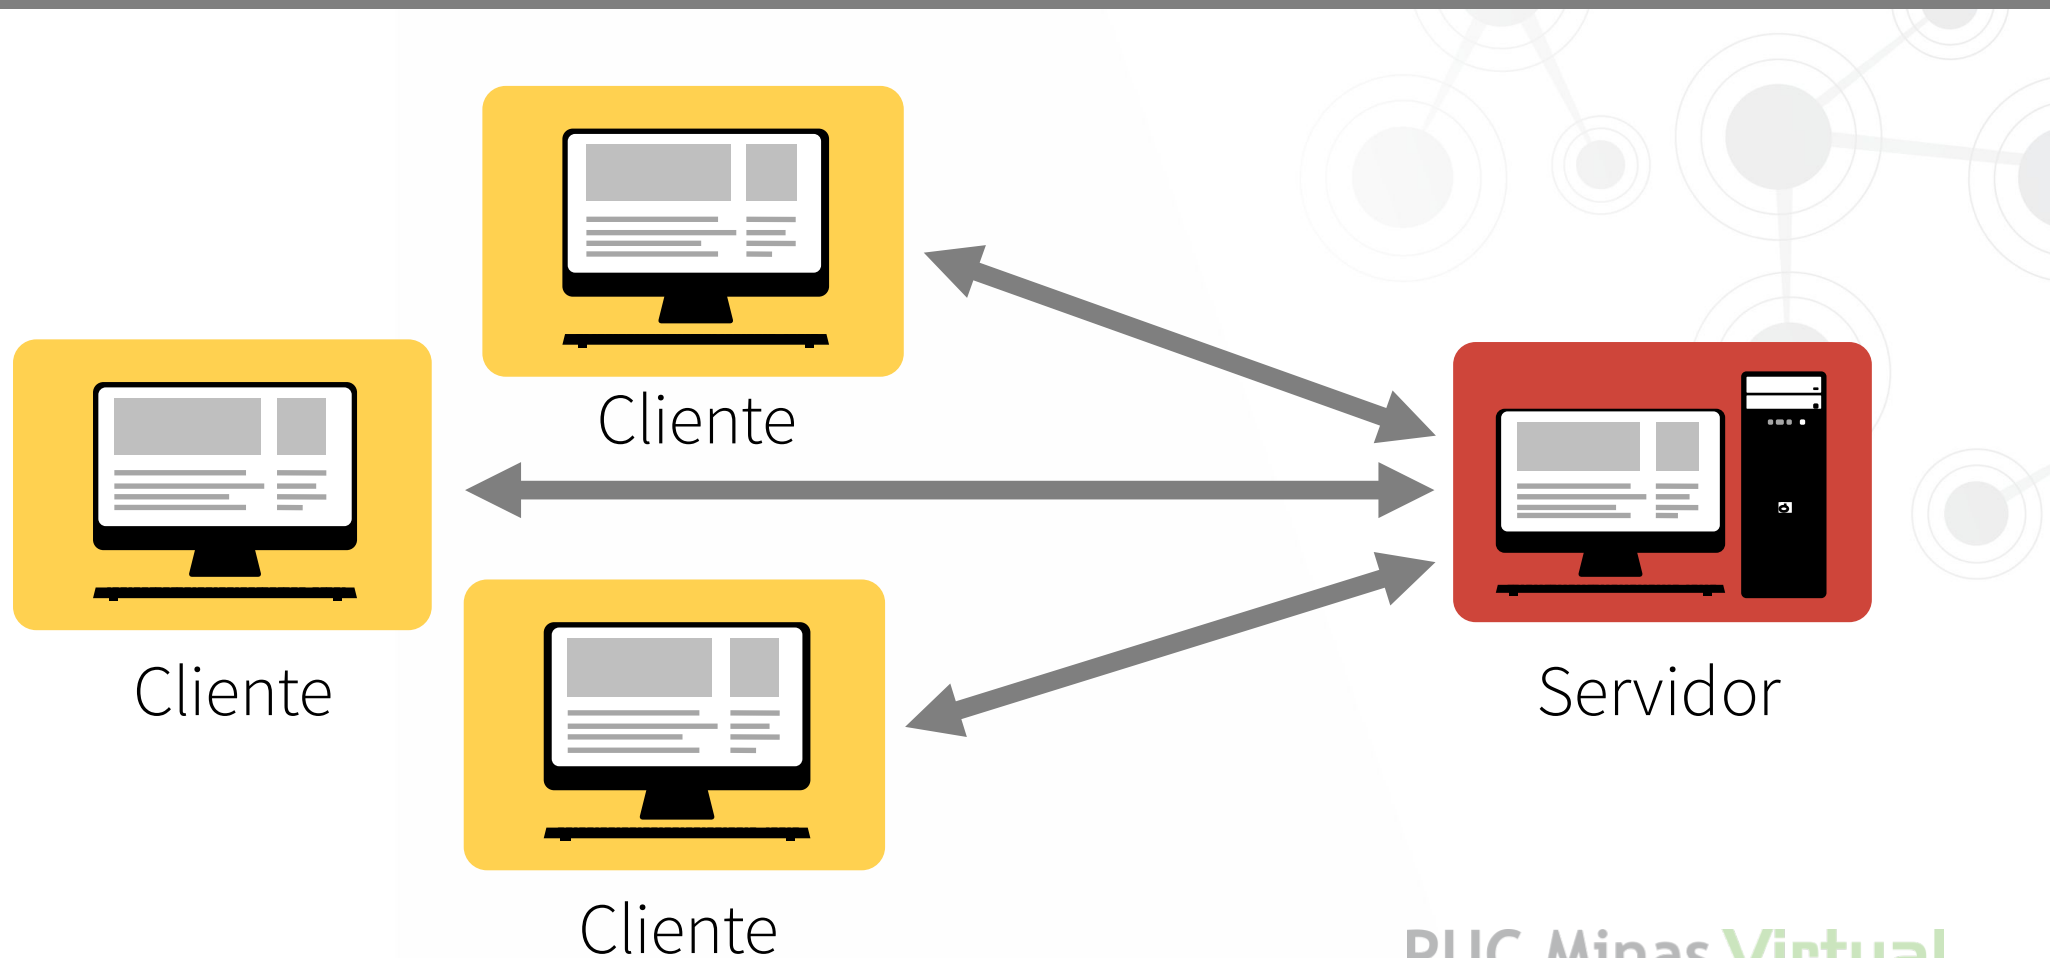 Cliente
Cliente
Servidor
Cliente
PUC Minas Virtual